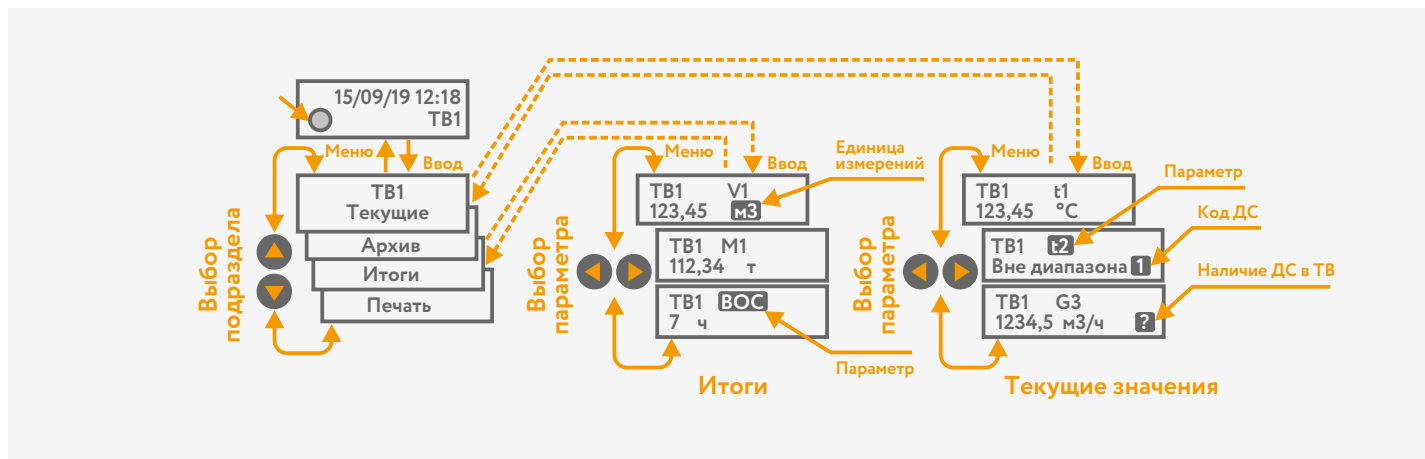 15/09/19 12:18
ТВ1
Меню
Ввод
ТВ1
Текущие
Архив
Итоги
Печать
Выбор
подраздела
Меню
Ввод
Единица
измерений
ТВ1 V1
123,45 м3
ТВ1 М1
112,34 т
ТВ1 ВОС
7 ч
Выбор
параметра
Параметр
Итоги
Меню
Ввод
Параметр
ТВ1 t1
123,45 °C
Код ДС
ТВ1 t2
Вне диапазона 1
Наличие ДС в ТВ
ТВ1 G3
1234,5 м3/ч ?
Выбор
параметра
Текущие значения